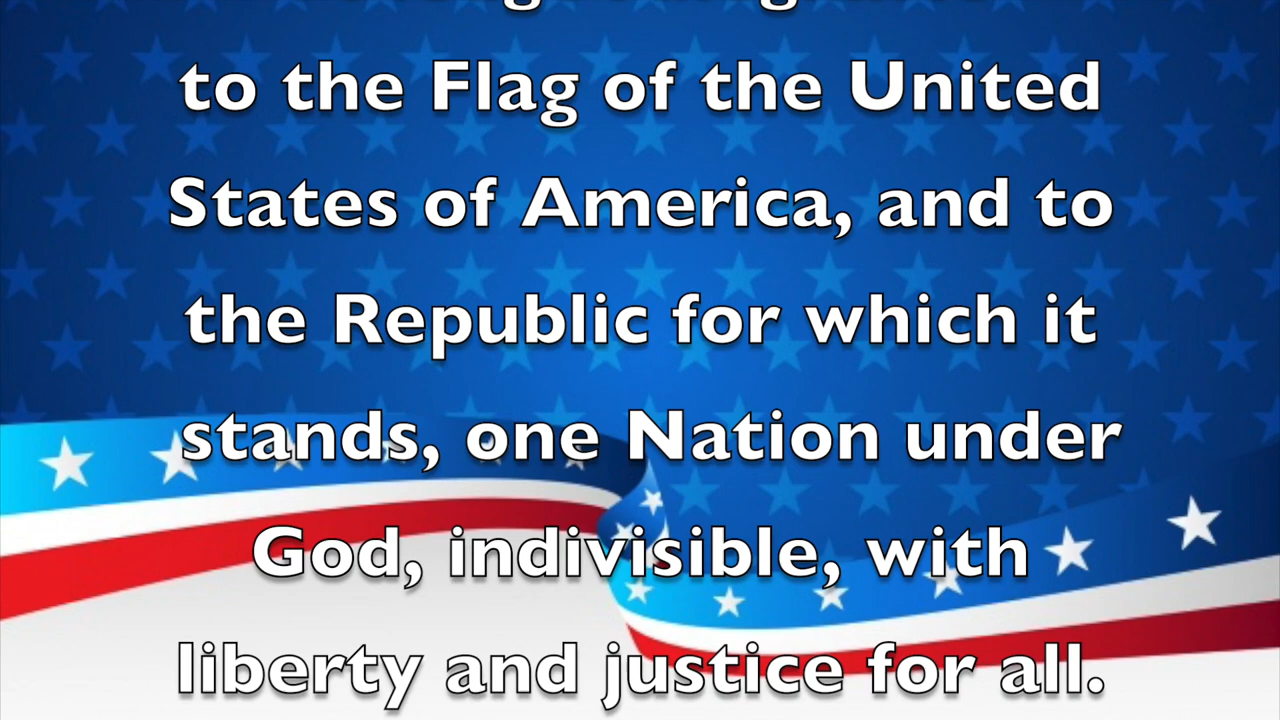 to the Flag of the United
States of America, and to
the Republic for which it
stands, one Nation under
God, indivisible, with
liberty and justice for all.